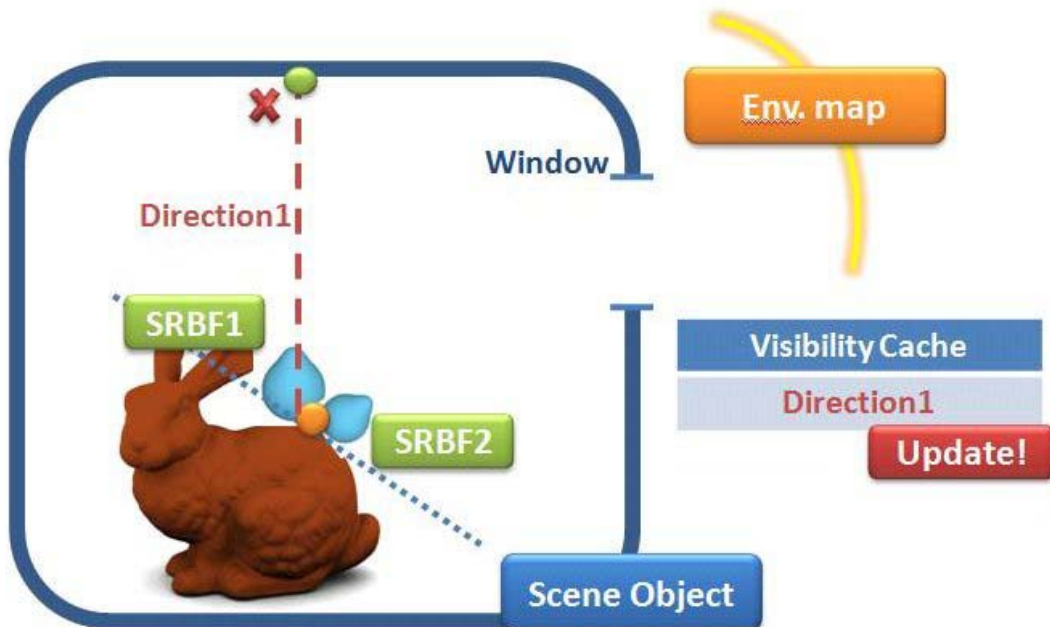 Env. map
Window
Direction1
SRBF1
Visibility Cache
Direction1
SRBF2
Update!
Scene Object